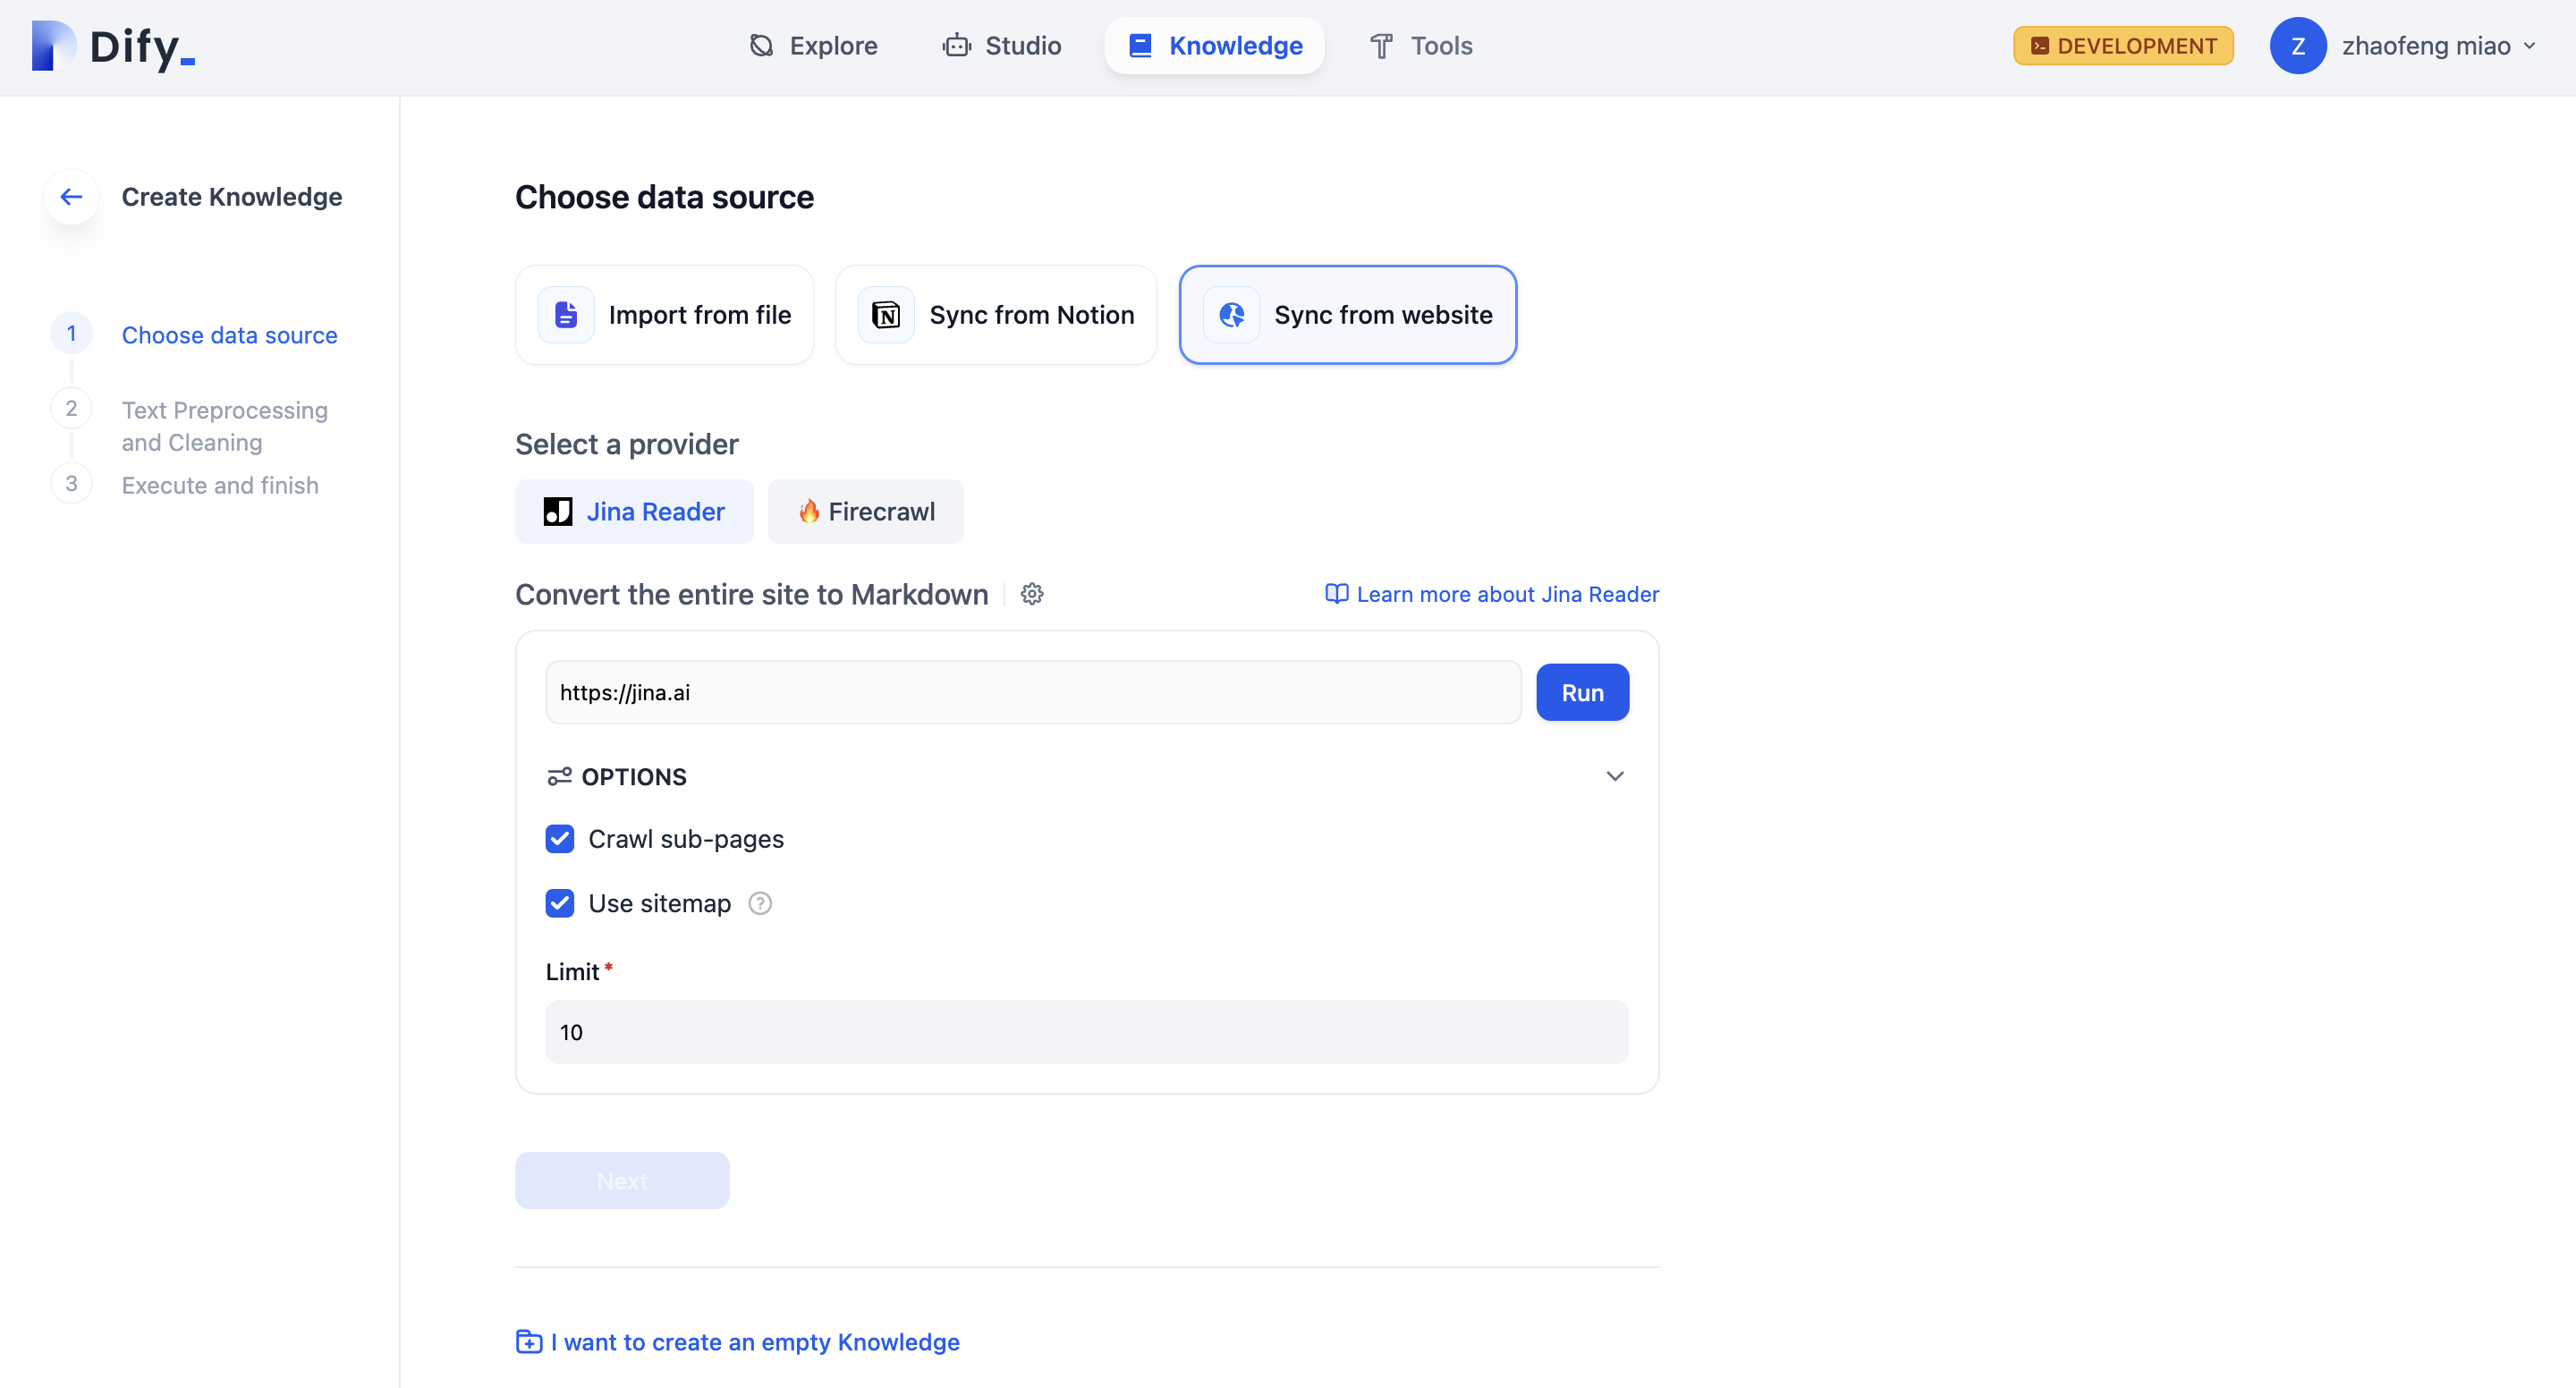 Dify_
Explore
Studio
Knowledge
Tools
DEVELOPMENT
Z
zhaofeng miao
Create Knowledge
1
Choose data source
2
Text Preprocessing
and Cleaning
3
Execute and finish
Choose data source
Import from file
Sync from Notion
Sync from website
Select a provider
Jina Reader
Firecrawl
Convert the entire site to Markdown
Learn more about Jina Reader
https://jina.ai
Run
OPTIONS
Crawl sub-pages
Use sitemap
Limit*
10
Next
I want to create an empty Knowledge